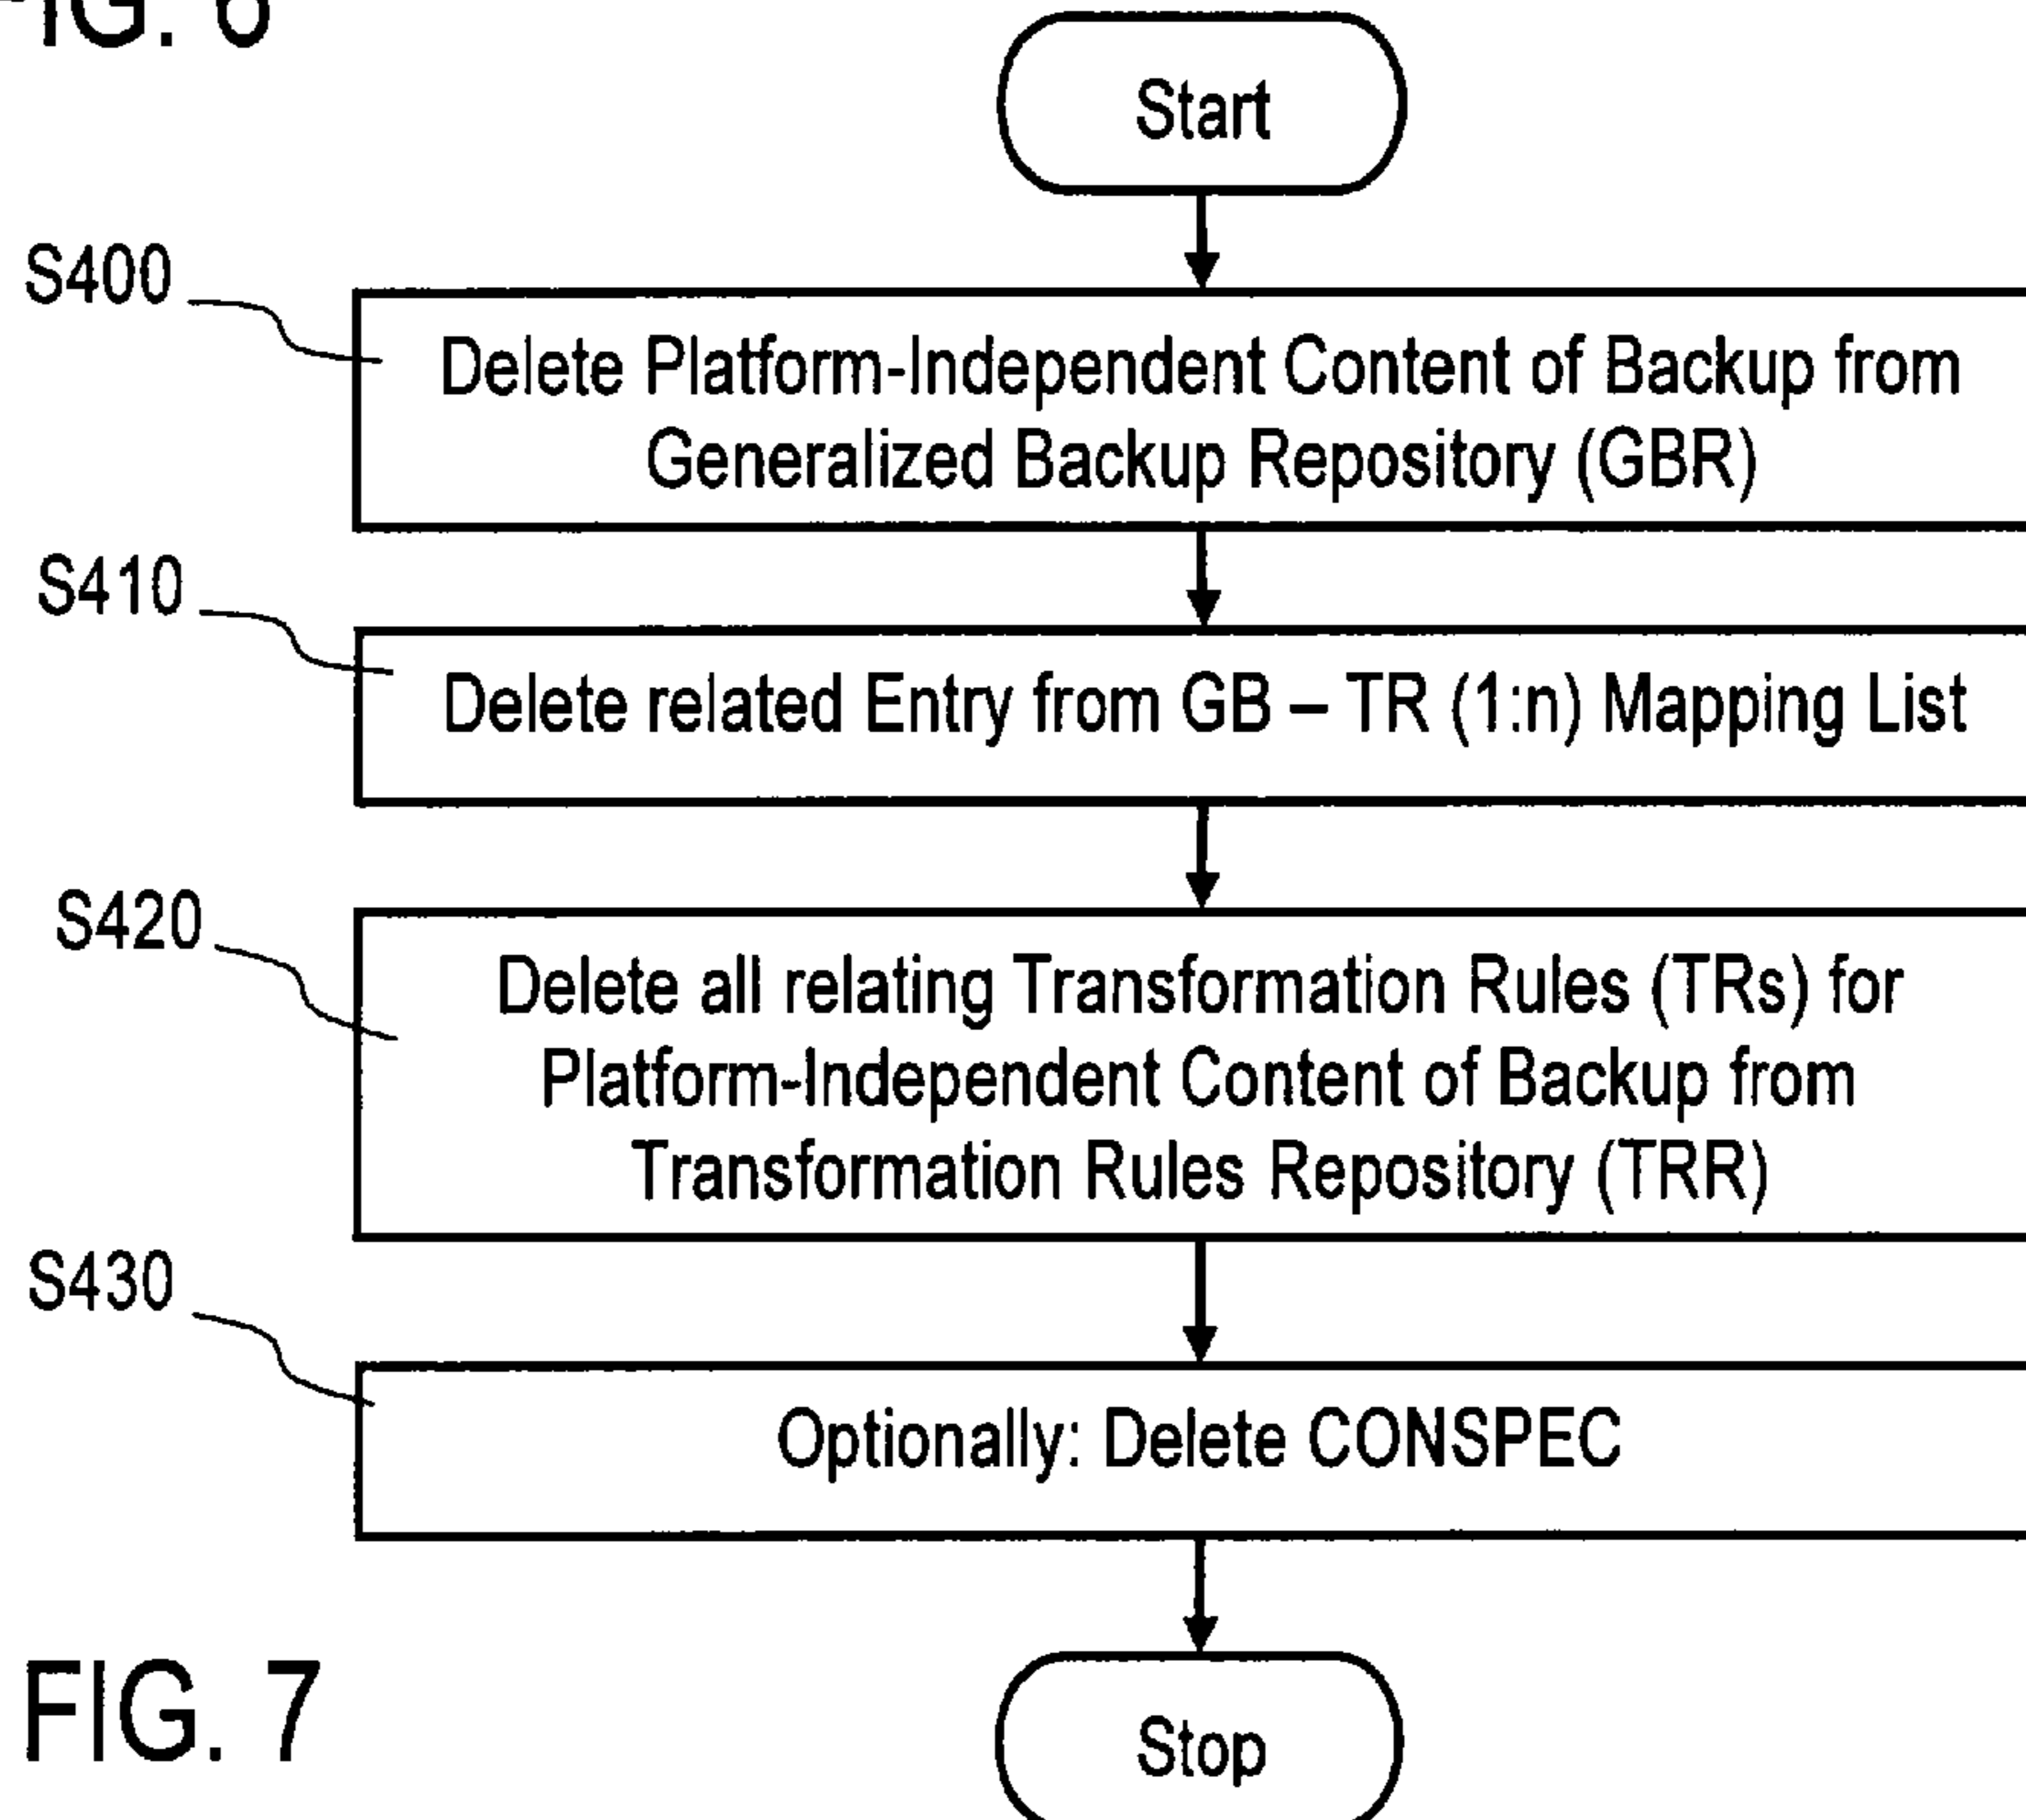 FIG. 6
Start
S400
Delete Platform-Independent Content of Backup from
Generalized Backup Repository (GBR)
S410
Delete related Entry from GB – TR (1:n) Mapping List
S420
Delete all relating Transformation Rules (TRs) for
Platform-Independent Content of Backup from
Transformation Rules Repository (TRR)
S430
Optionally: Delete CONSPEC
FIG. 7
Stop